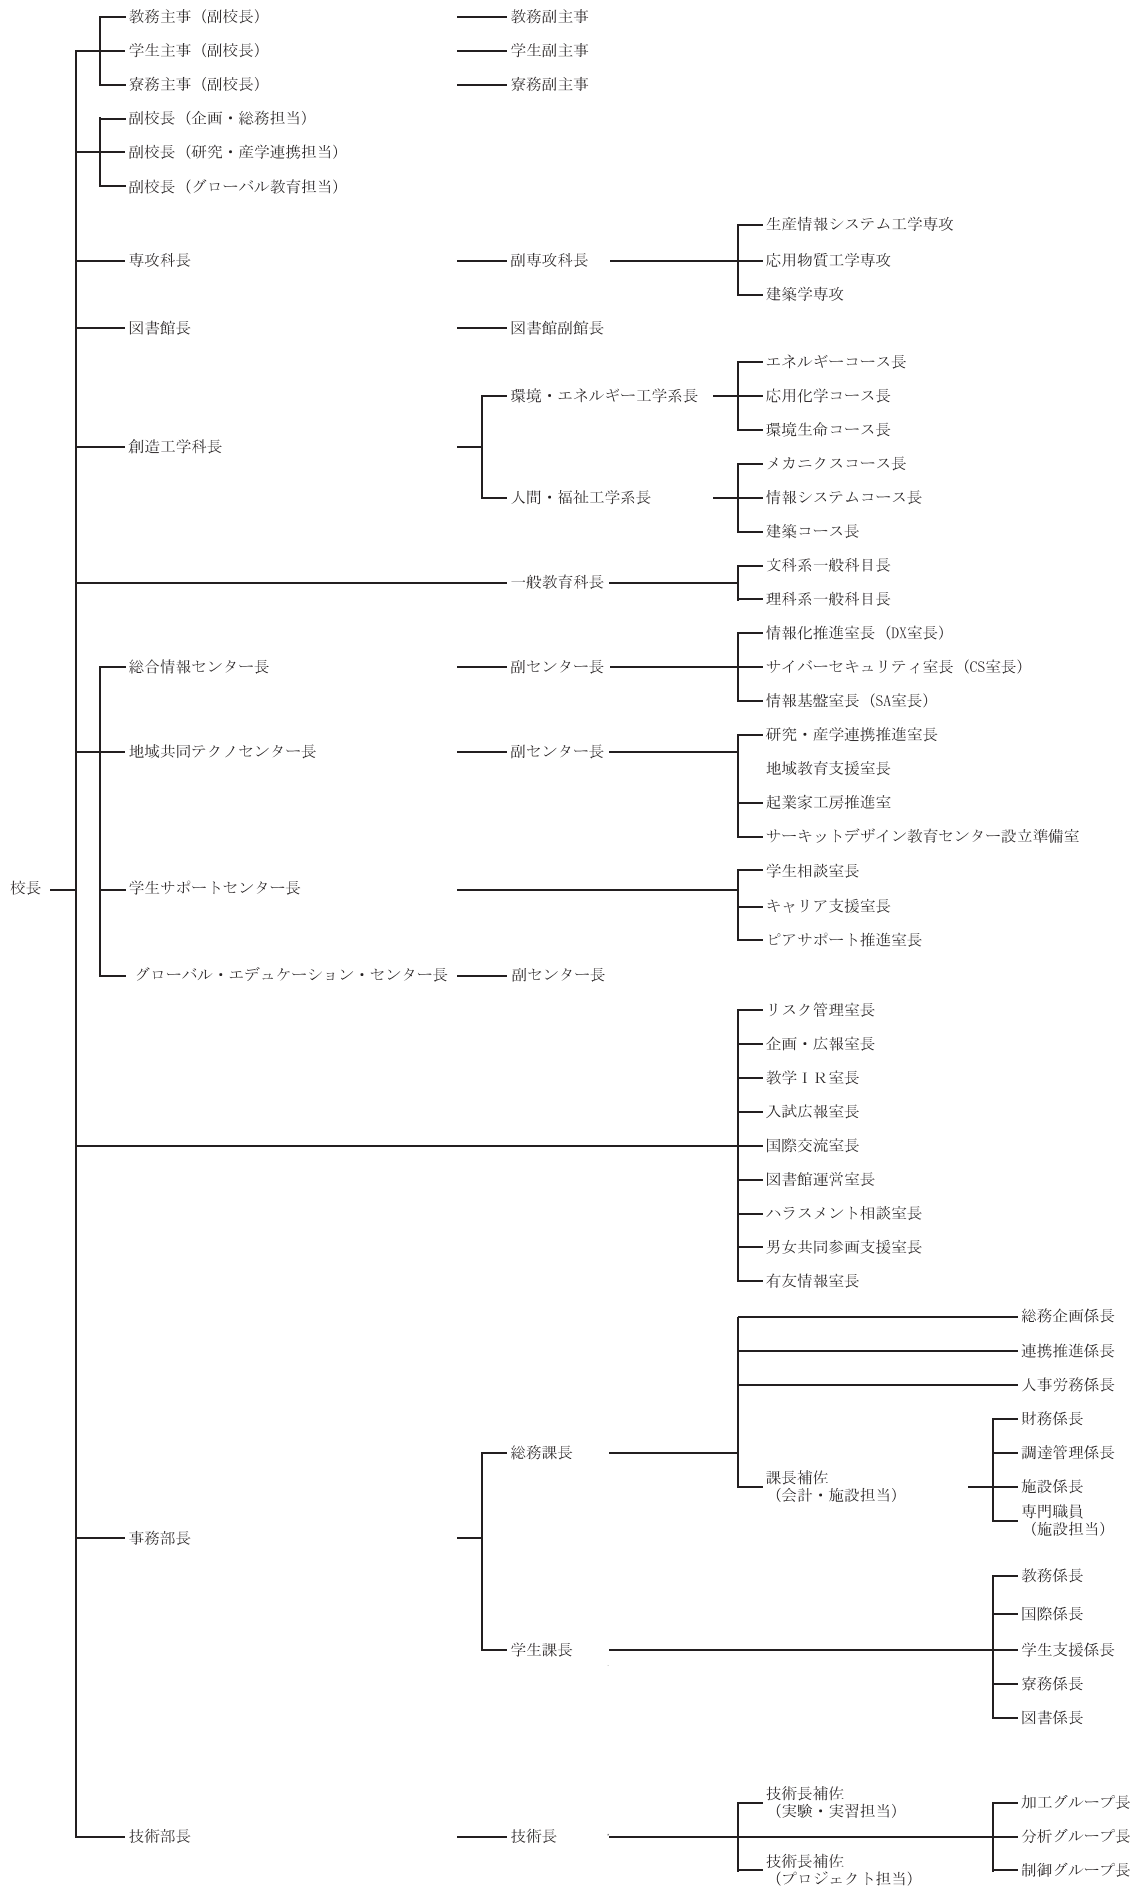 教務主事（副校長） 教務副主事
学生主事（副校長） 学生副主事
寮務主事（副校長） 寮務副主事
副校長（企画・総務担当）
副校長（研究・産学連携担当）
副校長（グローバル教育担当）
生産情報システム工学専攻
専攻科長 副専攻科長 応用物質工学専攻
建築学専攻
図書館長 図書館副館長
エネルギーコース長
環境・エネルギー工学系長 応用化学コース長
環境生命コース長
創造工学科長
メカニクスコース長
人間・福祉工学系長 情報システムコース長
建築コース長
文科系一般科目長
一般教育科長
理科系一般科目長
情報化推進室長（DX室長）
総合情報センター長 副センター長 サイバーセキュリティ室長（CS室長）
情報基盤室長（SA室長）
研究・産学連携推進室長
地域共同テクノセンター長 副センター長
地域教育支援室長
起業家工房推進室
サーキットデザイン教育センター設立準備室
学生相談室長
校長 学生サポートセンター長
キャリア支援室長
ピアサポート推進室長
グローバル・エデュケーション・センター長 副センター長
リスク管理室長
企画・広報室長
教学ＩＲ室長
入試広報室長
国際交流室長
図書館運営室長
ハラスメント相談室長
男女共同参画支援室長
有友情報室長
総務企画係長
連携推進係長
人事労務係長
財務係長
総務課長 調達管理係長
課長補佐
（会計・施設担当） 施設係長
専門職員
（施設担当）
事務部長
教務係長
国際係長
学生課長 学生支援係長
寮務係長
図書係長
技術長補佐
（実験・実習担当） 加工グループ長
技術部長 技術長 分析グループ長
技術長補佐
（プロジェクト担当） 制御グループ長